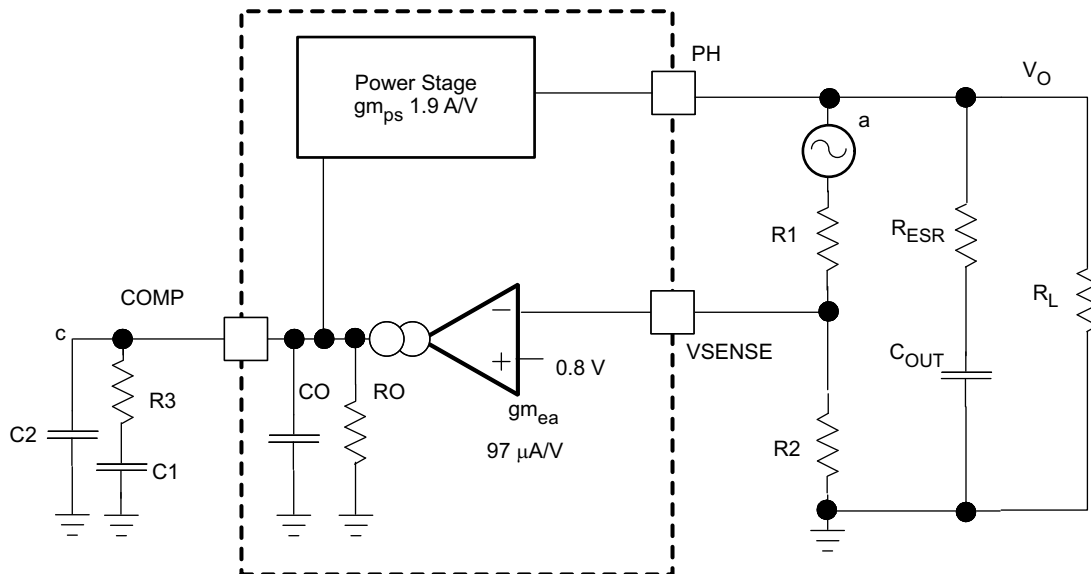 PH
Power Stage
gmps 1.9 A/V
VO
a
R1
RESR
RL
COMP
c
VSENSE
0.8 V
CO
RO
COUT
R3
gmea
C2
R2
97 μA/V
C1